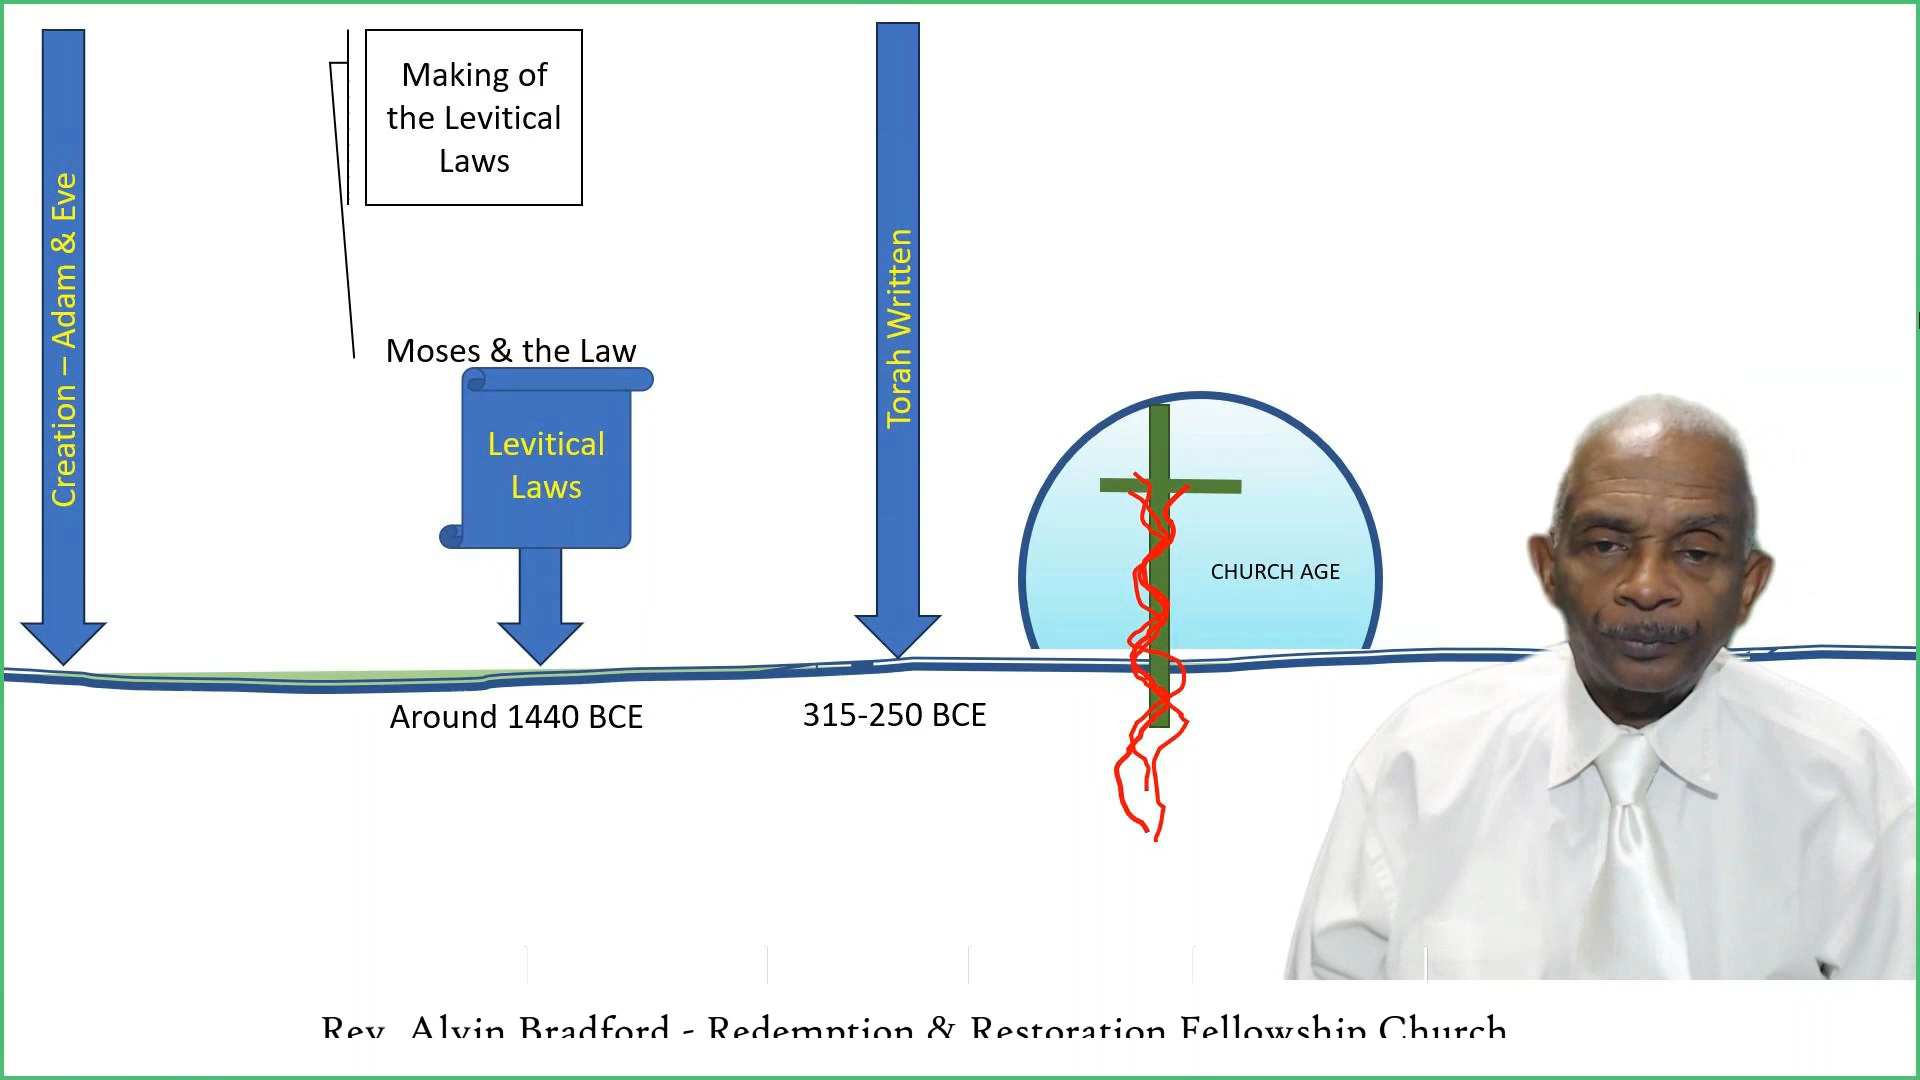 Creation – Adam & Eve
Making of
the Levitical
Laws
Moses & the Law
Levitical
Laws
Around 1440 BCE
Torah Written
315-250 BCE
CHURCH AGE
Rev. Alvin Bradford - Redemption & Restoration Fellowship Church